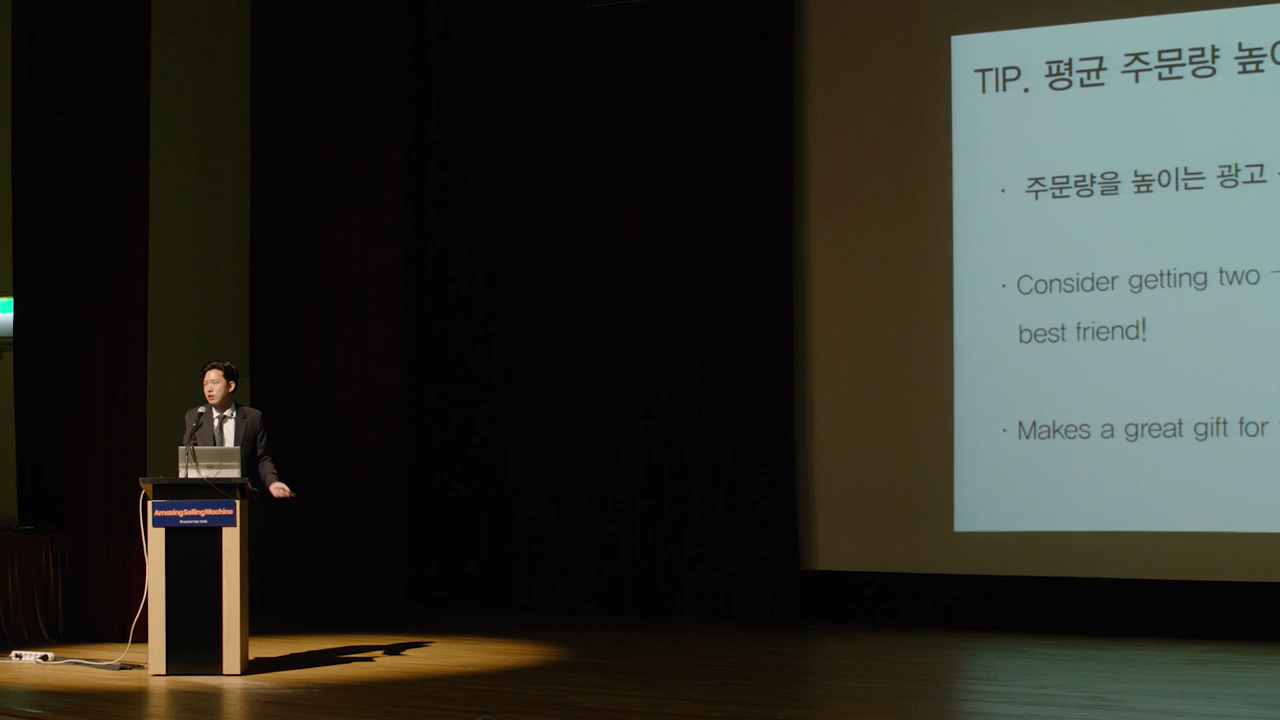 TIP. 평균 주문량 높이
· 주문량을 높이는 광고
· Consider getting two
best friend!
· Makes a great gift for
AmazingSellingMachine